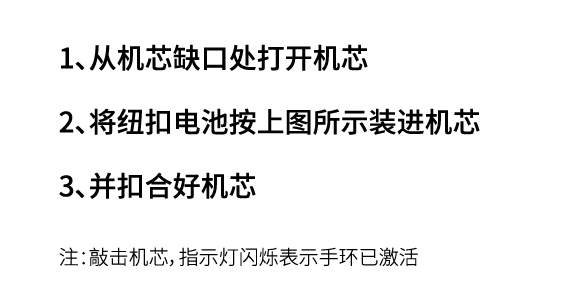 1、从机芯缺口处打开机芯
2、将纽扣电池按上图所示装进机芯
3、并扣合好机芯
注：敲击机芯，指示灯闪烁表示手环已激活